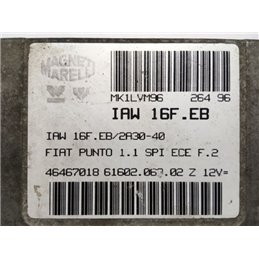 MAGNETI
MARELLI
MK1LVM96 264 96
IAW 16F.EB
IAW 16F.EB/2A30-40
FIAT PUNTO 1.1 SPI ECE F.2
46467018 61602.067.02 Z 12V=